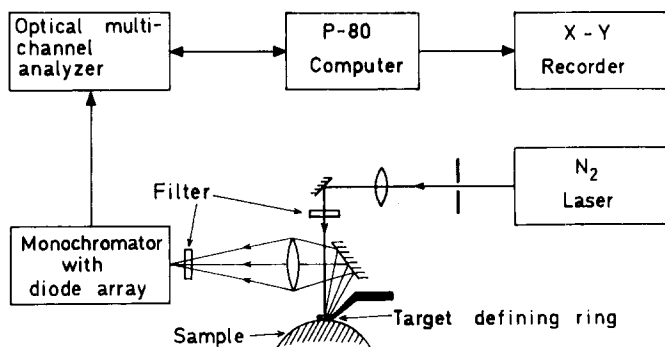 Optical multi-
channel
analyzer
P-80
Computer
X - Y
Recorder
N2
Laser
Filter
Monochromator
with
diode array
Target defining ring
Sample